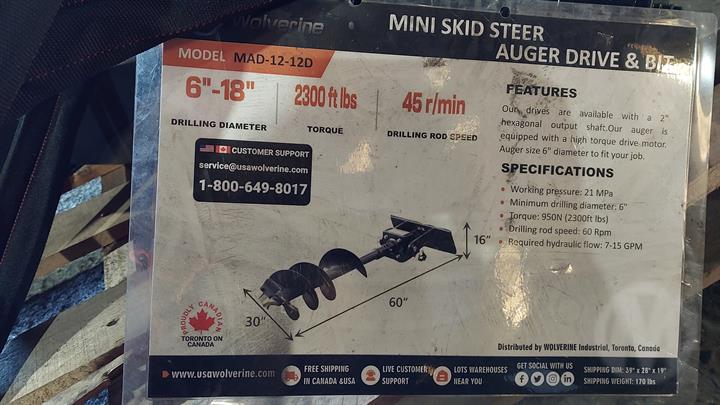 Wolverine
MINI SKID STEER
AUGER DRIVE & BIT
MODEL MAD-12-12D
6"-18"
DRILLING DIAMETER
2300 ft lbs
TORQUE
45 r/min
DRILLING ROD SPEED
CUSTOMER SUPPORT
service@usawolverine.com
1-800-649-8017
FEATURES
Our drives are available with a 2"
hexagonal output shaft.Our auger is
equipped with a high torque drive motor.
Auger size 6" diameter to fit your job.
SPECIFICATIONS
• Working pressure: 21 MPa
• Minimum drilling diameter: 6"
• Torque: 950N (2300ft lbs)
• Drilling rod speed: 60 Rpm
• Required hydraulic flow: 7-15 GPM
16"
60"
30"
PROUDLY CANADIAN
TORONTO ON
CANADA
Distributed by WOLVERINE Industrial, Toronto, Canada
www.usawolverine.com
FREE SHIPPING
IN CANADA &USA
LIVE CUSTOMER
SUPPORT
LOTS WAREHOUSES
NEAR YOU
GET SOCIAL WITH US
SHIPPING DIM: 39" x 28" x 19"
SHIPPING WEIGHT: 170 lbs